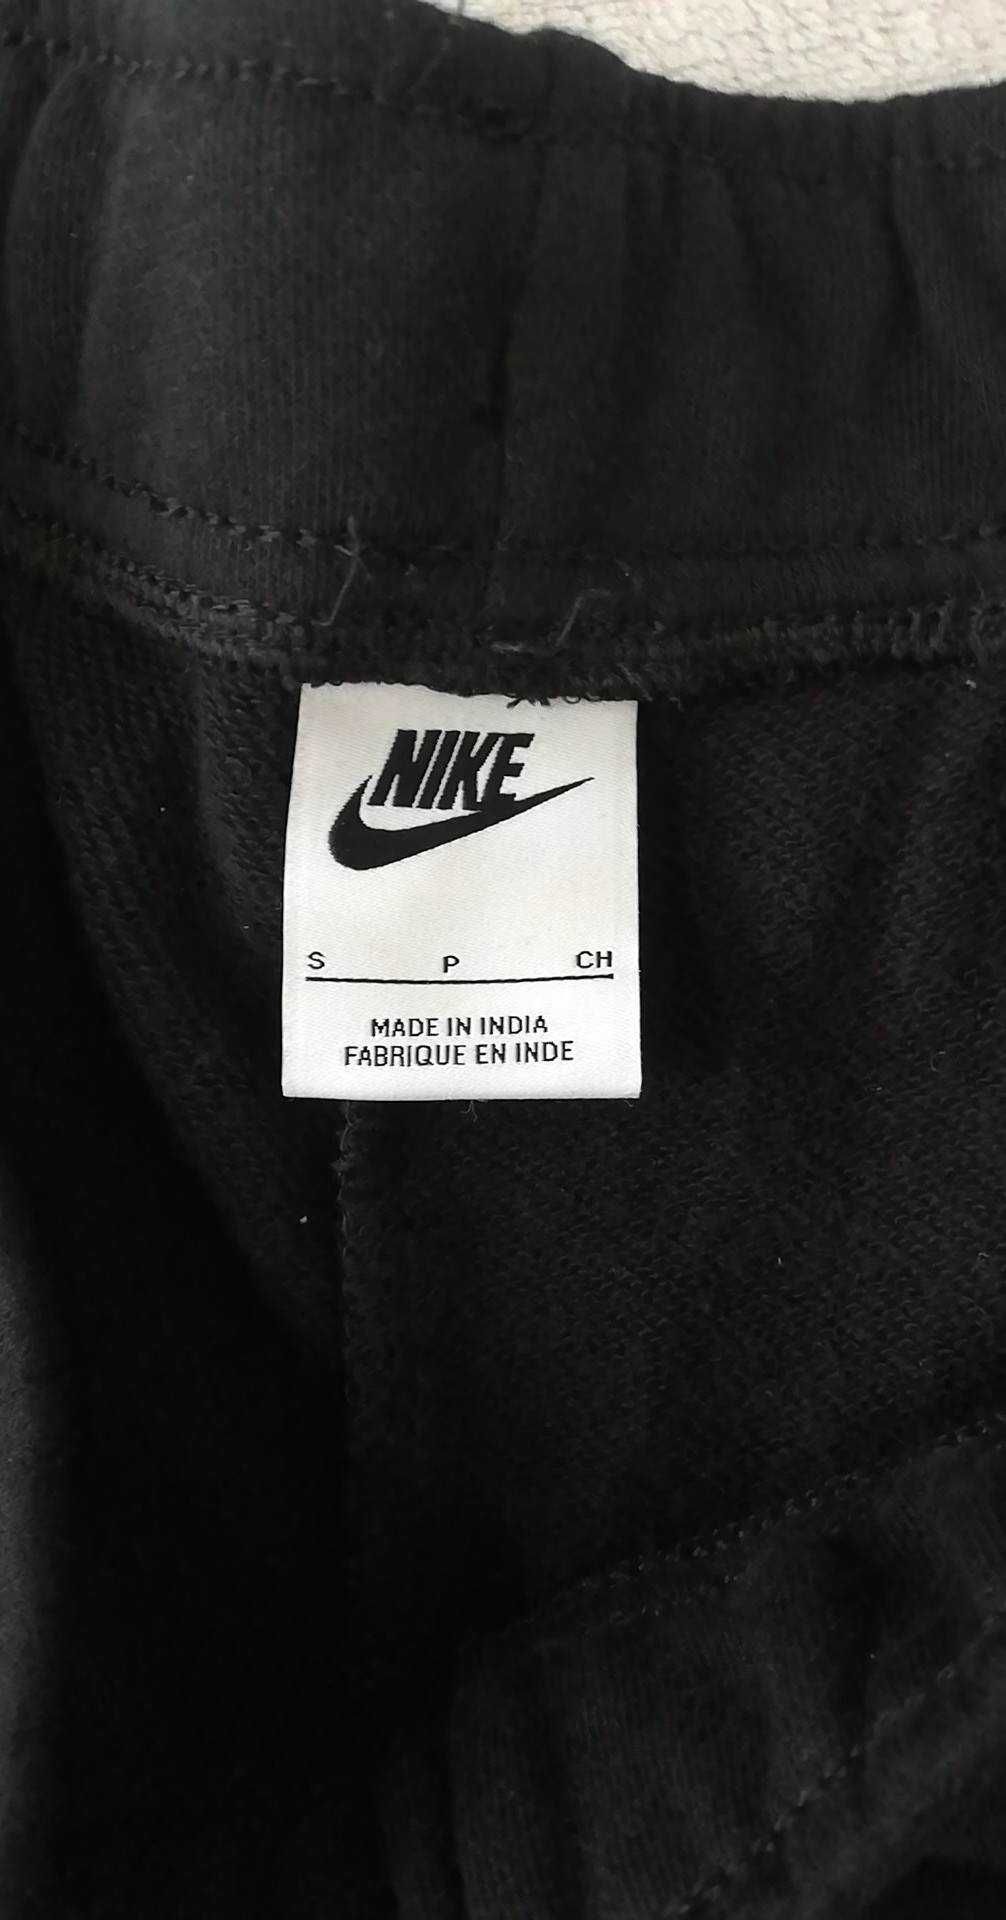 NIKE
S P CH
MADE IN INDIA
FABRIQUE EN INDE